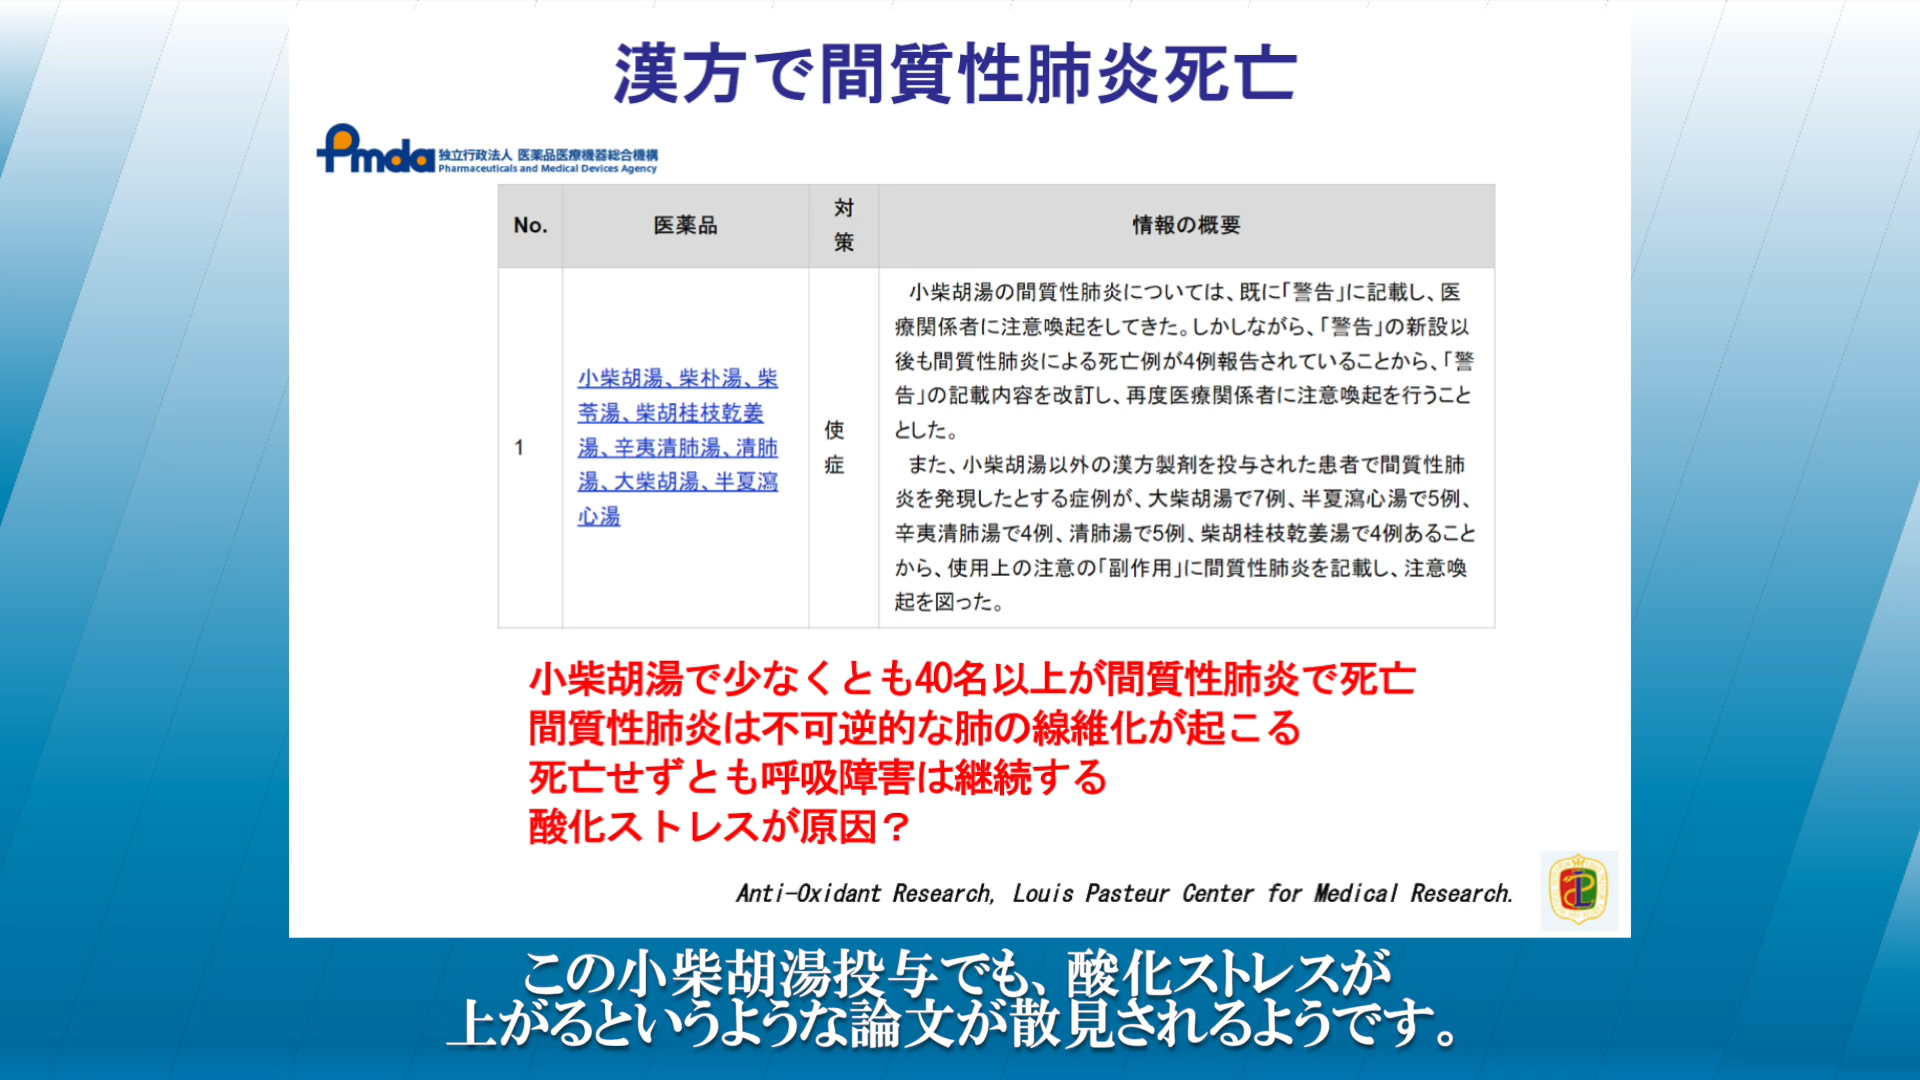 漢方で間質性肺炎死亡
Pmda 独立行政法人 医薬品医療機器総合機構
Pharmaceuticals and Medical Devices Agency
No.
医薬品
対
策
情報の概要
1
小柴胡湯、柴朴湯、柴
苓湯、柴胡桂枝乾姜
湯、辛夷清肺湯、清肺
湯、大柴胡湯、半夏瀉
心湯
使
症
小柴胡湯の間質性肺炎については、既に「警告」に記載し、医
療関係者に注意喚起をしてきた。しかしながら、「警告」の新設以
後も間質性肺炎による死亡例が4例報告されていることから、「警
告」の記載内容を改訂し、再度医療関係者に注意喚起を行うこと
とした。
また、小柴胡湯以外の漢方製剤を投与された患者で間質性肺
炎を発現したとする症例が、大柴胡湯で7例、半夏瀉心湯で5例、
辛夷清肺湯で4例、清肺湯で5例、柴胡桂枝乾姜湯で4例あること
から、使用上の注意の「副作用」に間質性肺炎を記載し、注意喚
起を図った。
小柴胡湯で少なくとも40名以上が間質性肺炎で死亡
間質性肺炎は不可逆的な肺の線維化が起こる
死亡せずとも呼吸障害は継続する
酸化ストレスが原因？
Anti-Oxidant Research, Louis Pasteur Center for Medical Research.
この小柴胡湯投与でも、酸化ストレスが
上がるというような論文が散見されるようです。